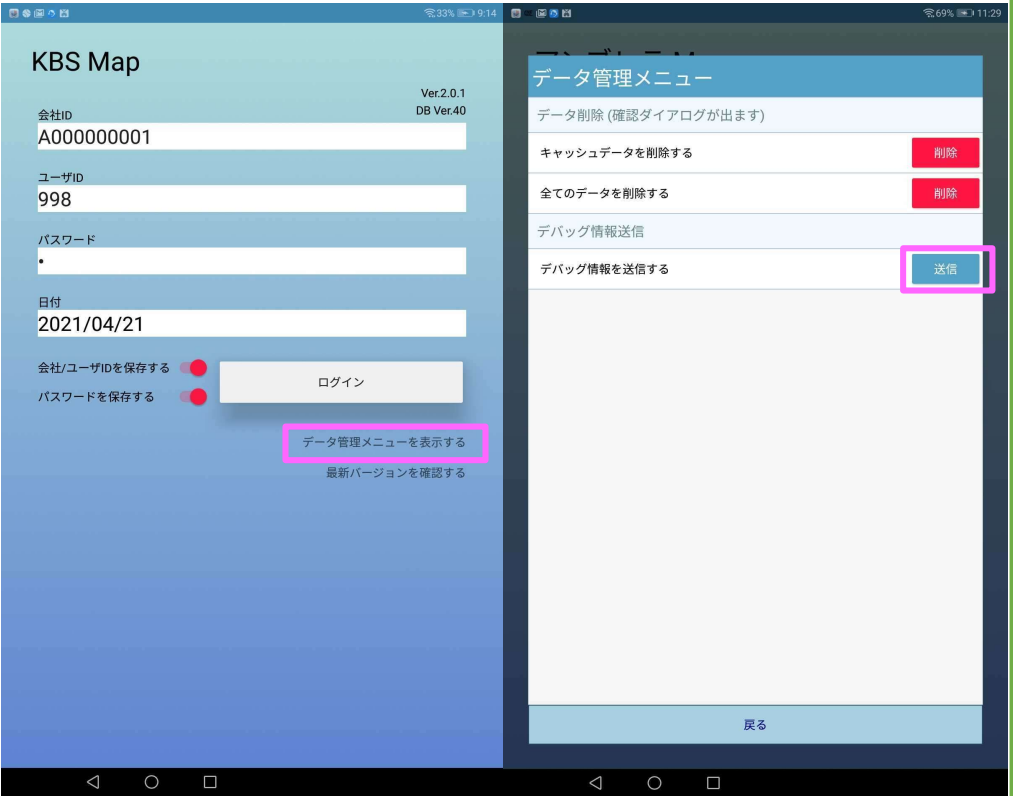 33% 9:14
KBS Map
Ver.2.0.1
DB Ver.40
会社ID
A000000001
ユーザID
998
パスワード
•
日付
2021/04/21
会社/ユーザIDを保存する
パスワードを保存する
ログイン
データ管理メニューを表示する
最新バージョンを確認する
69% 11:29
データ管理メニュー
データ削除 (確認ダイアログが出ます)
キャッシュデータを削除する 削除
全てのデータを削除する 削除
デバッグ情報送信
デバッグ情報を送信する 送信
戻る